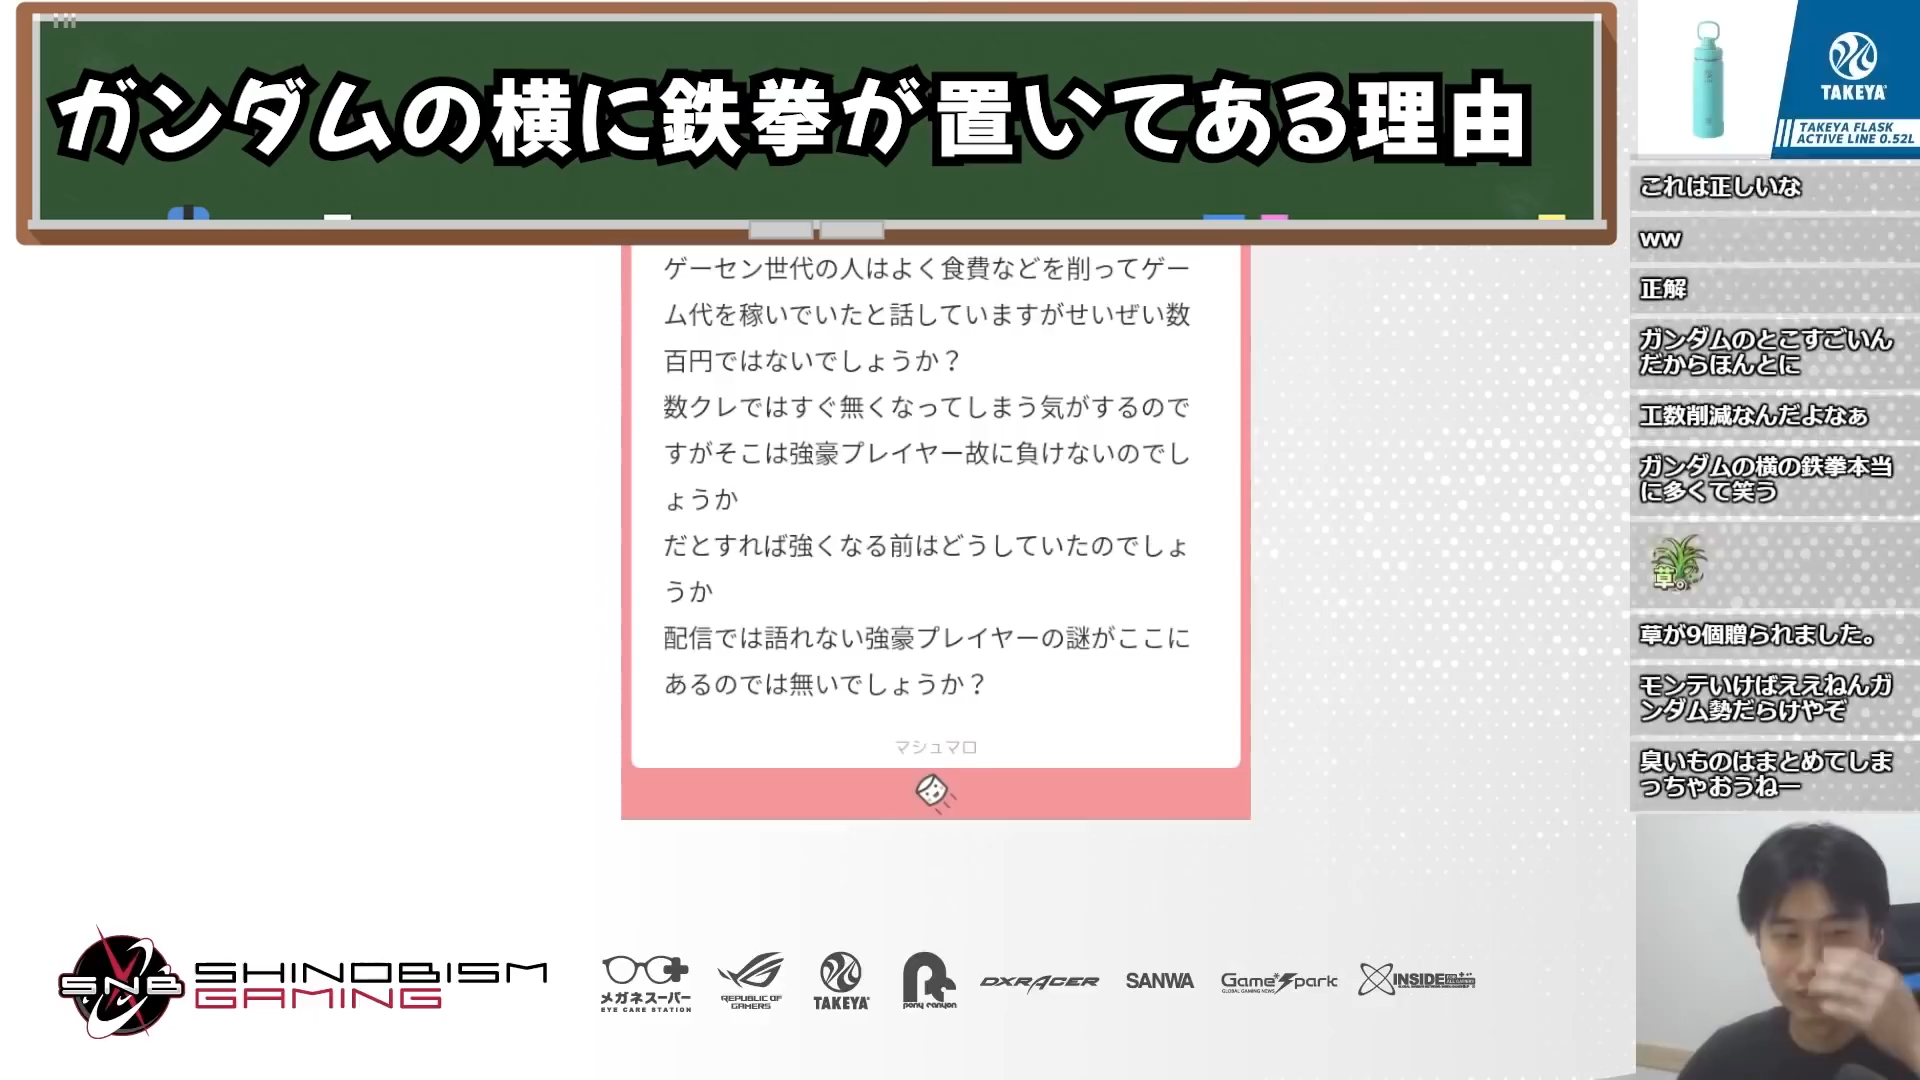 ガンダムの横に鉄拳が置いてある理由
ゲーセン世代の人はよく食費などを削ってゲー
ム代を稼いでいたと話していますがせいぜい数
百円ではないでしょうか？
数クレではすぐ無くなってしまう気がするので
すがそこは強豪プレイヤー故に負けないのでし
ょうか
だとすれば強くなる前はどうしていたのでしょ
うか
配信では語れない強豪プレイヤーの謎がここに
あるのでは無いでしょうか？
マシュマロ
TAKEYA
TAKEYA FLASK
ACTIVE LINE 0.52L
これは正しいな
ww
正解
ガンダムのとこすごいん
だからほんとに
工数削減なんだよなぁ
ガンダムの横の鉄拳本当
に多くて笑う
草。
草が9個贈られました。
モンテいけばええねんガ
ンダム勢だらけやぞ
臭いものはまとめてしま
っちゃおうねー
SNB
SHINOBISM
GAMING
メガネスーパー
EYE CARE STATION
REPUBLIC OF
GAMERS
TAKEYA
pony canyon
DXRACER
SANWA
Game*Spark
GLOBAL GAMING NEWS
INSIDE